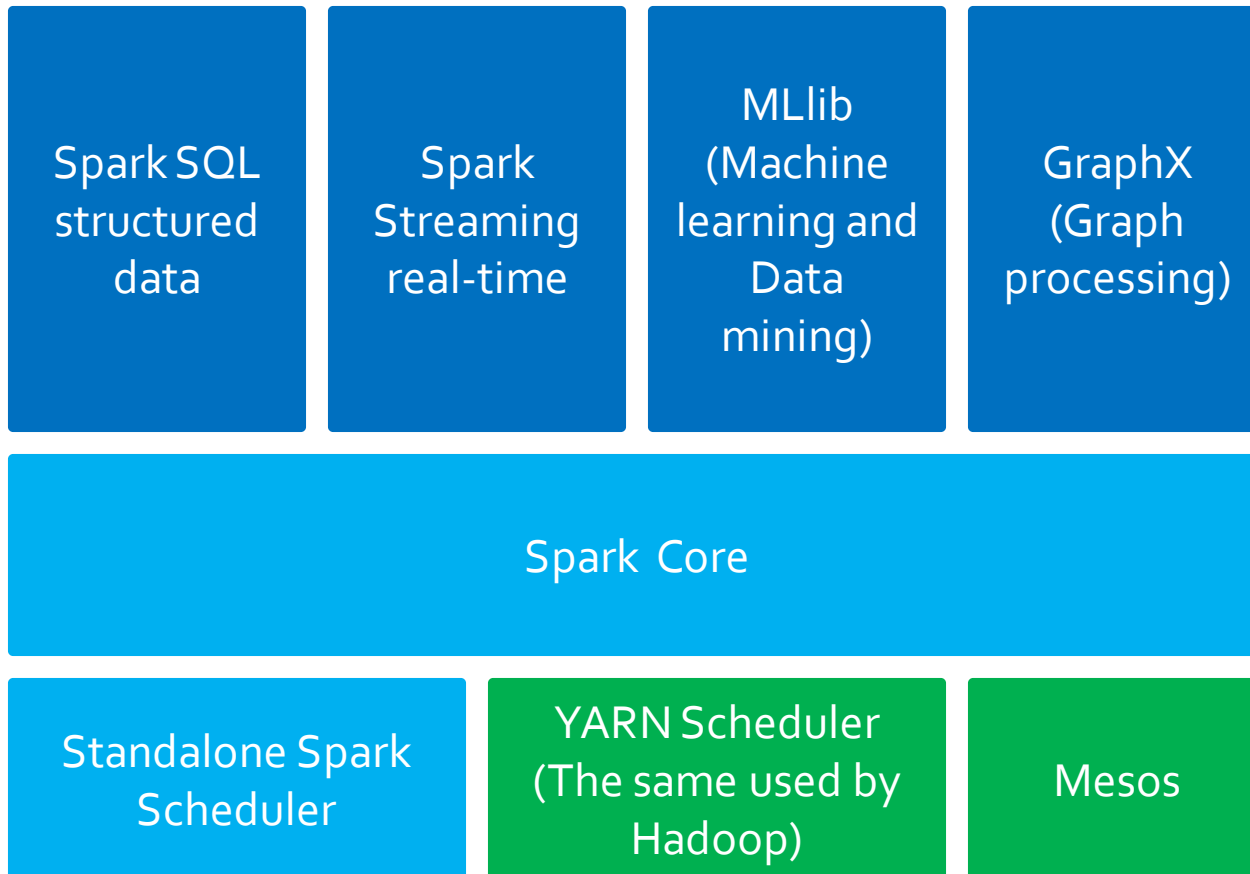 Spark SQL
structured
data
Spark
Streaming
real-time
MLlib
(Machine
learning and
Data
mining)
GraphX
(Graph
processing)
Spark Core
Standalone Spark
Scheduler
YARN Scheduler
(The same used by
Hadoop)
Mesos